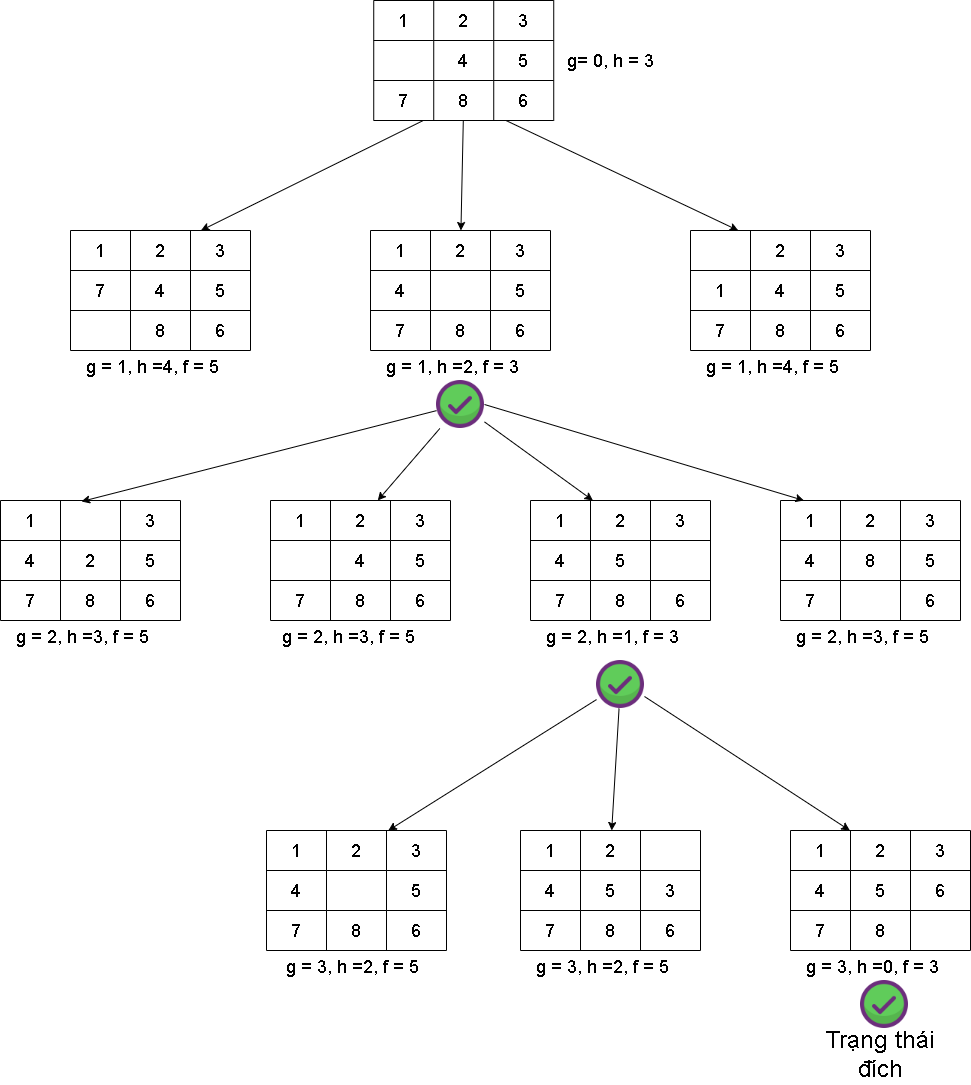 1 2 3
4 5
7 8 6
g= 0, h = 3
1 2 3
7 4 5
8 6
g = 1, h =4, f = 5
1 2 3
4 5
7 8 6
g = 1, h =2, f = 3
2 3
1 4 5
7 8 6
g = 1, h =4, f = 5
1 3
4 2 5
7 8 6
g = 2, h =3, f = 5
1 2 3
4 5
7 8 6
g = 2, h =3, f = 5
1 2 3
4 5
7 8 6
g = 2, h =1, f = 3
1 2 3
4 8 5
7 6
g = 2, h =3, f = 5
1 2 3
4 5
7 8 6
g = 3, h =2, f = 5
1 2
4 5 3
7 8 6
g = 3, h =2, f = 5
1 2 3
4 5 6
7 8
g = 3, h =0, f = 3
Trạng thái
đích